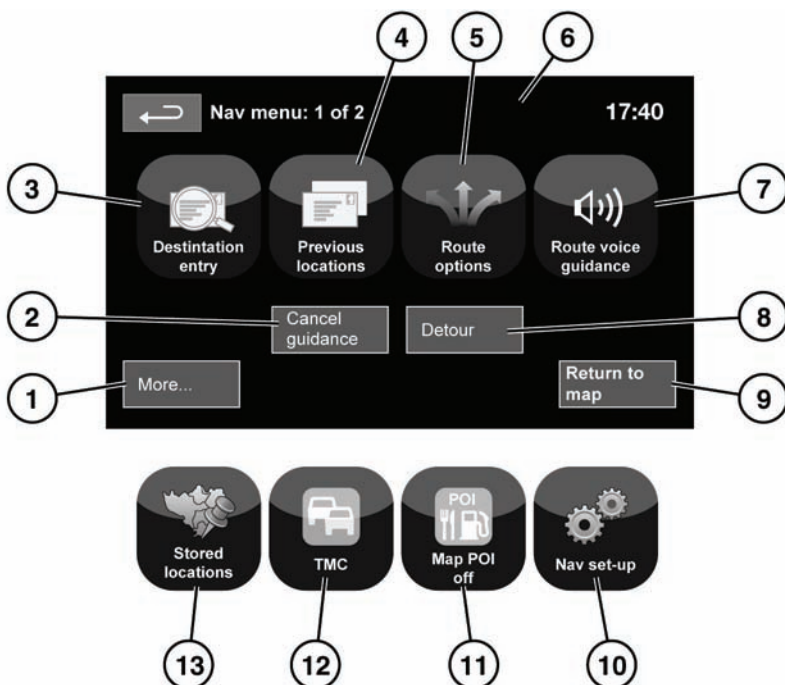 4
5
6
Nav menu: 1 of 2
17:40
3
7
Destintation
entry
Previous
locations
Route
options
Route voice
guidance
2
Cancel
guidance
Detour
8
1
More...
Return to
map
9
Stored
locations
TMC
POI
Map POI
off
Nav set-up
13
12
11
10